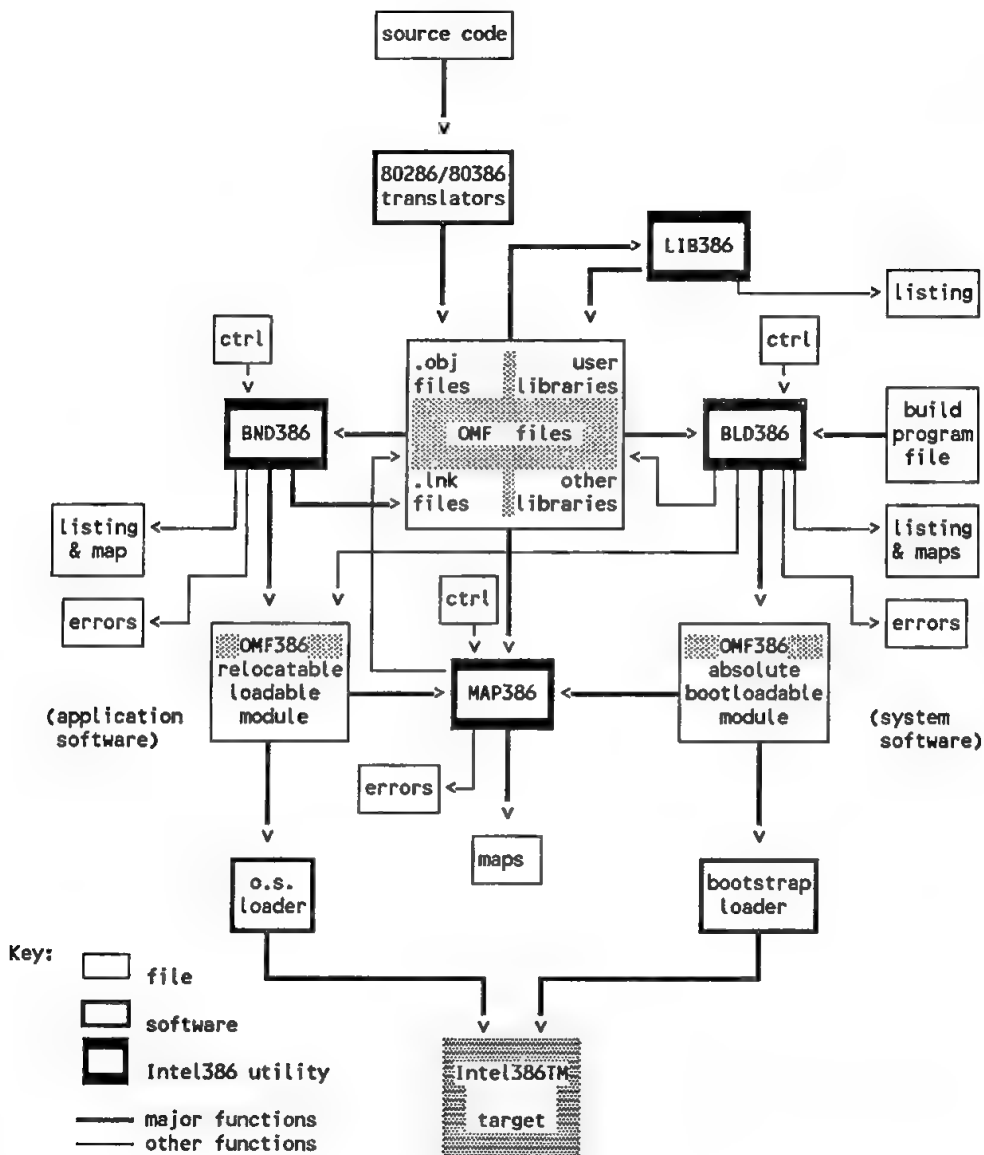 source code
80286/80386
translators
LIB386
listing
ctrl
ctrl
.obj
files
user
libraries
build
program
file
BND386
OMF files
BLD386
.lnk
files
other
libraries
listing
& map
listing
& maps
ctrl
errors
errors
OMF386
relocatable
loadable
module
MAP386
OMF386
absolute
bootloadable
module
(application
software)
(system
software)
errors
maps
o.s.
loader
bootstrap
loader
Key:
file
software
Intel386 utility
major functions
other functions
Intel386TM
target